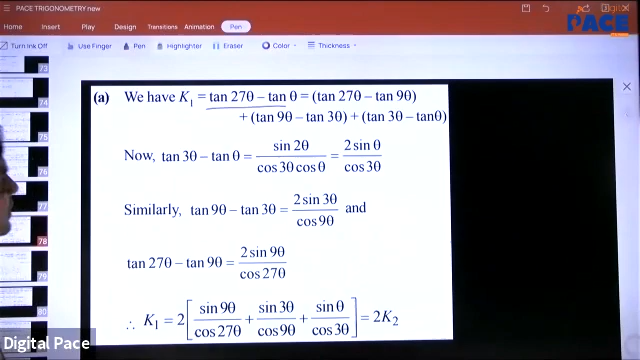 PACE TRIGONOMETRY new
Digital
PACE
Home Insert Play Design Transitions Animation Pen
Turn Ink Off Use Finger Pen Highlighter Eraser Color Thickness
73
74
75
76
77
78
79
80
(a) We have K₁ = tan 27θ – tan θ = (tan 27θ – tan 9θ)
+ (tan 9θ – tan 3θ) + (tan 3θ – tanθ)
Now, tan 3θ – tan θ = sin 2θ / cos 3θ cos θ = 2 sin θ / cos 3θ
Similarly, tan 9θ – tan 3θ = 2 sin 3θ / cos 9θ and
tan 27θ – tan 9θ = 2 sin 9θ / cos 27θ
∴ K₁ = 2[sin 9θ / cos 27θ + sin 3θ / cos 9θ + sin θ / cos 3θ] = 2K₂
Digital Pace